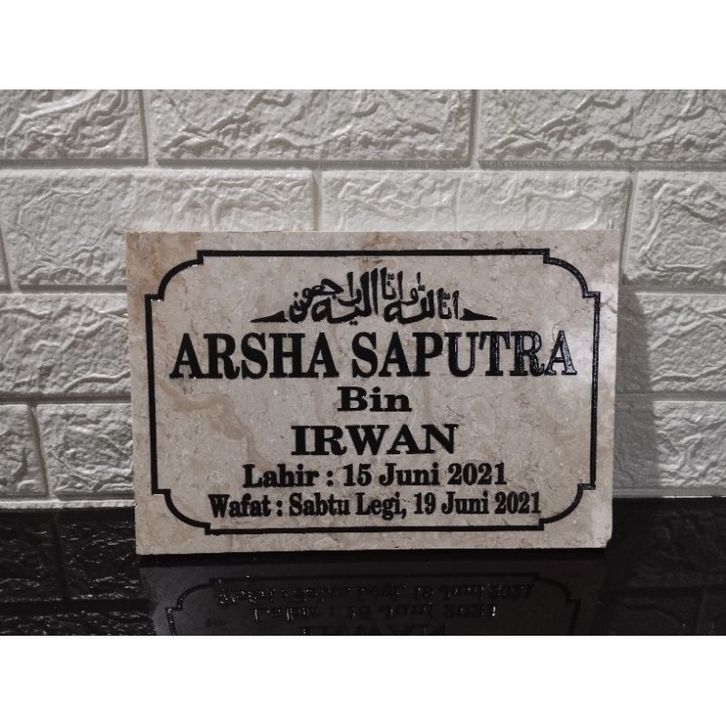 انا لله وانا اليه راجعون
ARSHA SAPUTRA
Bin
IRWAN
Lahir : 15 Juni 2021
Wafat : Sabtu Legi, 19 Juni 2021